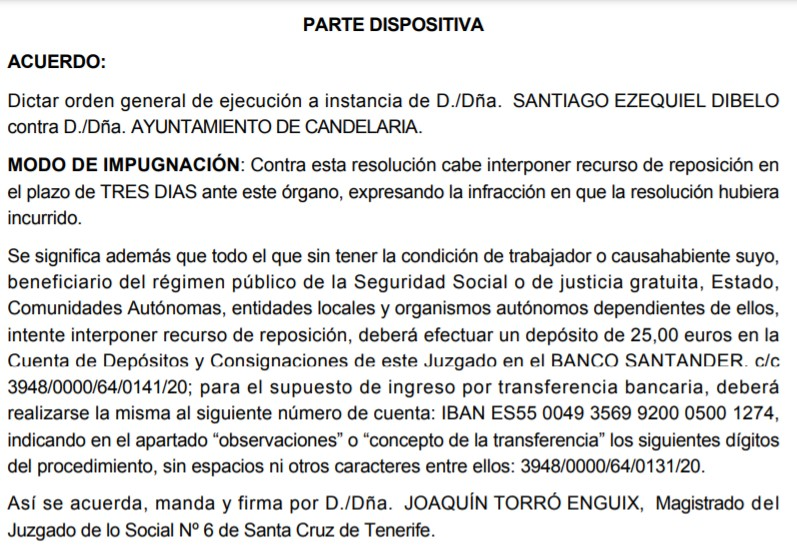 PARTE DISPOSITIVA
ACUERDO:
Dictar orden general de ejecución a instancia de D./Dña. SANTIAGO EZEQUIEL DIBELO
contra D./Dña. AYUNTAMIENTO DE CANDELARIA.
MODO DE IMPUGNACIÓN: Contra esta resolución cabe interponer recurso de reposición en
el plazo de TRES DIAS ante este órgano, expresando la infracción en que la resolución hubiera
incurrido.
Se significa además que todo el que sin tener la condición de trabajador o causahabiente suyo,
beneficiario del régimen público de la Seguridad Social o de justicia gratuita, Estado,
Comunidades Autónomas, entidades locales y organismos autónomos dependientes de ellos,
intente interponer recurso de reposición, deberá efectuar un depósito de 25,00 euros en la
Cuenta de Depósitos y Consignaciones de este Juzgado en el BANCO SANTANDER, c/c
3948/0000/64/0141/20; para el supuesto de ingreso por transferencia bancaria, deberá
realizarse la misma al siguiente número de cuenta: IBAN ES55 0049 3569 9200 0500 1274,
indicando en el apartado “observaciones” o “concepto de la transferencia” los siguientes dígitos
del procedimiento, sin espacios ni otros caracteres entre ellos: 3948/0000/64/0131/20.
Así se acuerda, manda y firma por D./Dña. JOAQUÍN TORRÓ ENGUIX, Magistrado del
Juzgado de lo Social Nº 6 de Santa Cruz de Tenerife.